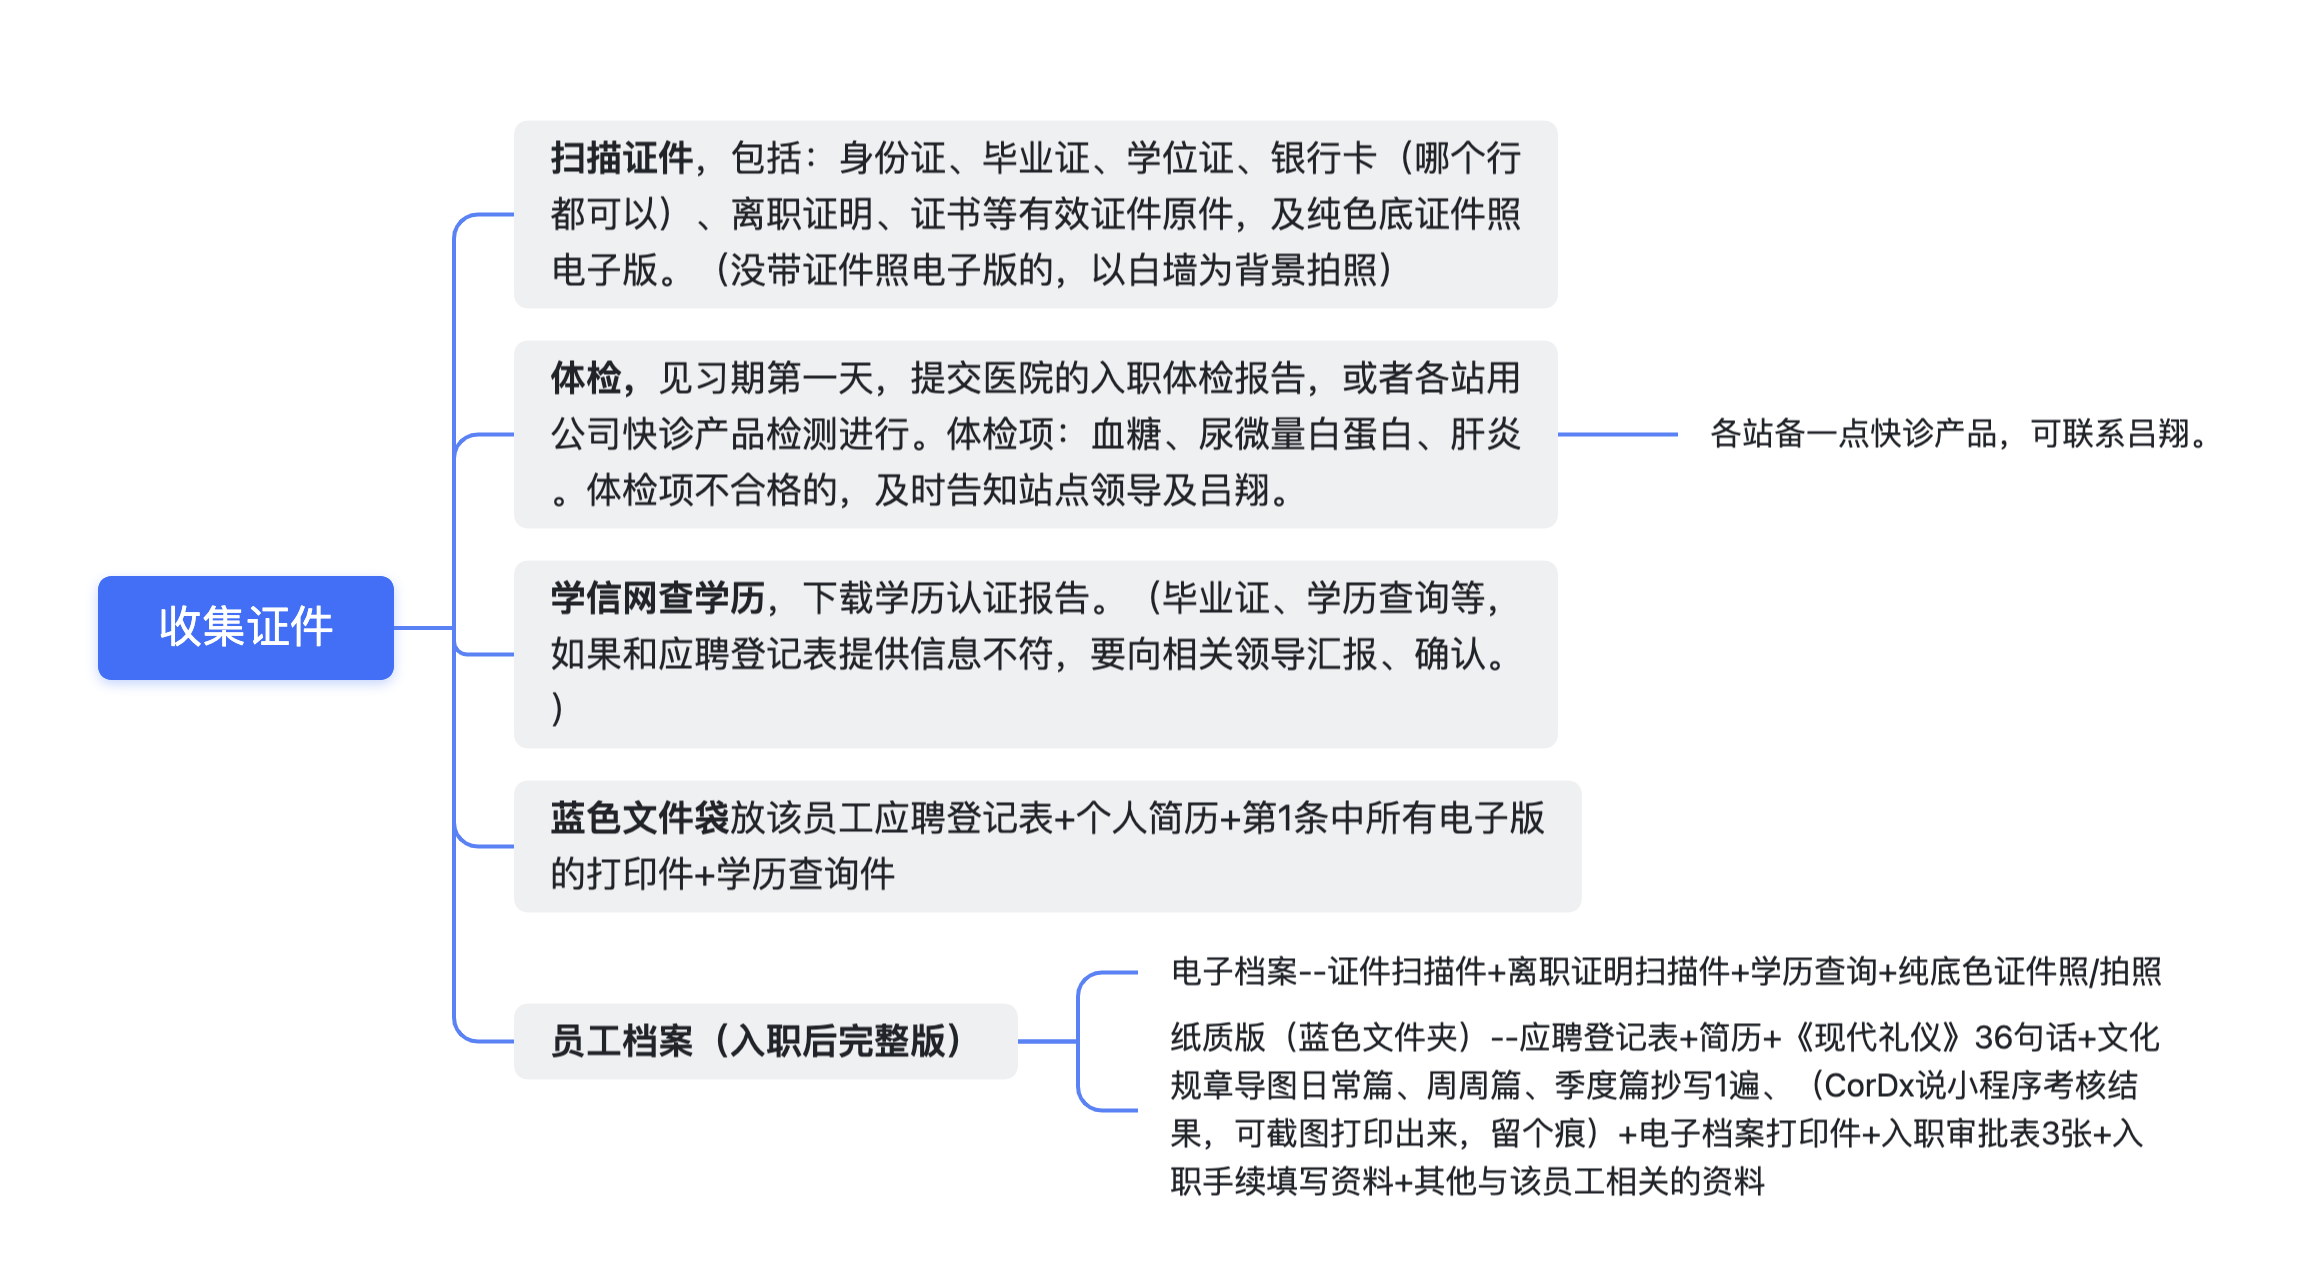 扫描证件，包括：身份证、毕业证、学位证、银行卡（哪个行
都可以）、离职证明、证书等有效证件原件，及纯色底证件照
电子版。（没带证件照电子版的，以白墙为背景拍照）
体检，见习期第一天，提交医院的入职体检报告，或者各站用
公司快诊产品检测进行。体检项：血糖、尿微量白蛋白、肝炎
。体检项不合格的，及时告知站点领导及吕翔。
各站备一点快诊产品，可联系吕翔。
收集证件
学信网查学历，下载学历认证报告。（毕业证、学历查询等，
如果和应聘登记表提供信息不符，要向相关领导汇报、确认。
）
蓝色文件袋放该员工应聘登记表+个人简历+第1条中所有电子版
的打印件+学历查询件
员工档案（入职后完整版）
电子档案--证件扫描件+离职证明扫描件+学历查询+纯底色证件照/拍照
纸质版（蓝色文件夹）--应聘登记表+简历+《现代礼仪》36句话+文化
规章导图日常篇、周周篇、季度篇抄写1遍、（CorDx说小程序考核结
果，可截图打印出来，留个痕）+电子档案打印件+入职审批表3张+入
职手续填写资料+其他与该员工相关的资料